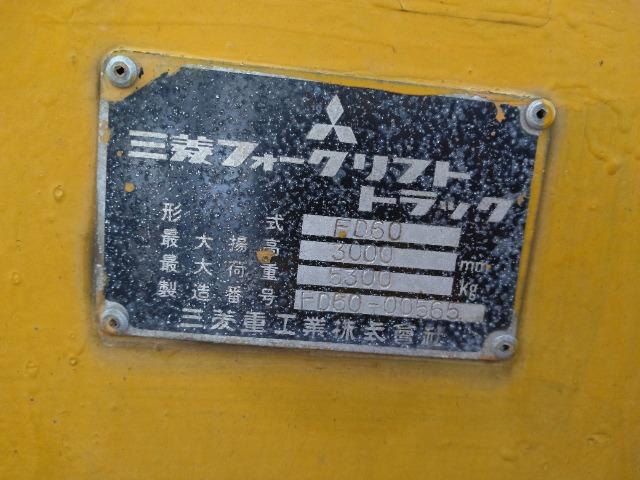 三菱フォークリフト
トラック
形式 FD60
最大揚高 3000 mm
最大荷重 5300 kg
製造番号 FD60-00565
三菱重工業株式會社